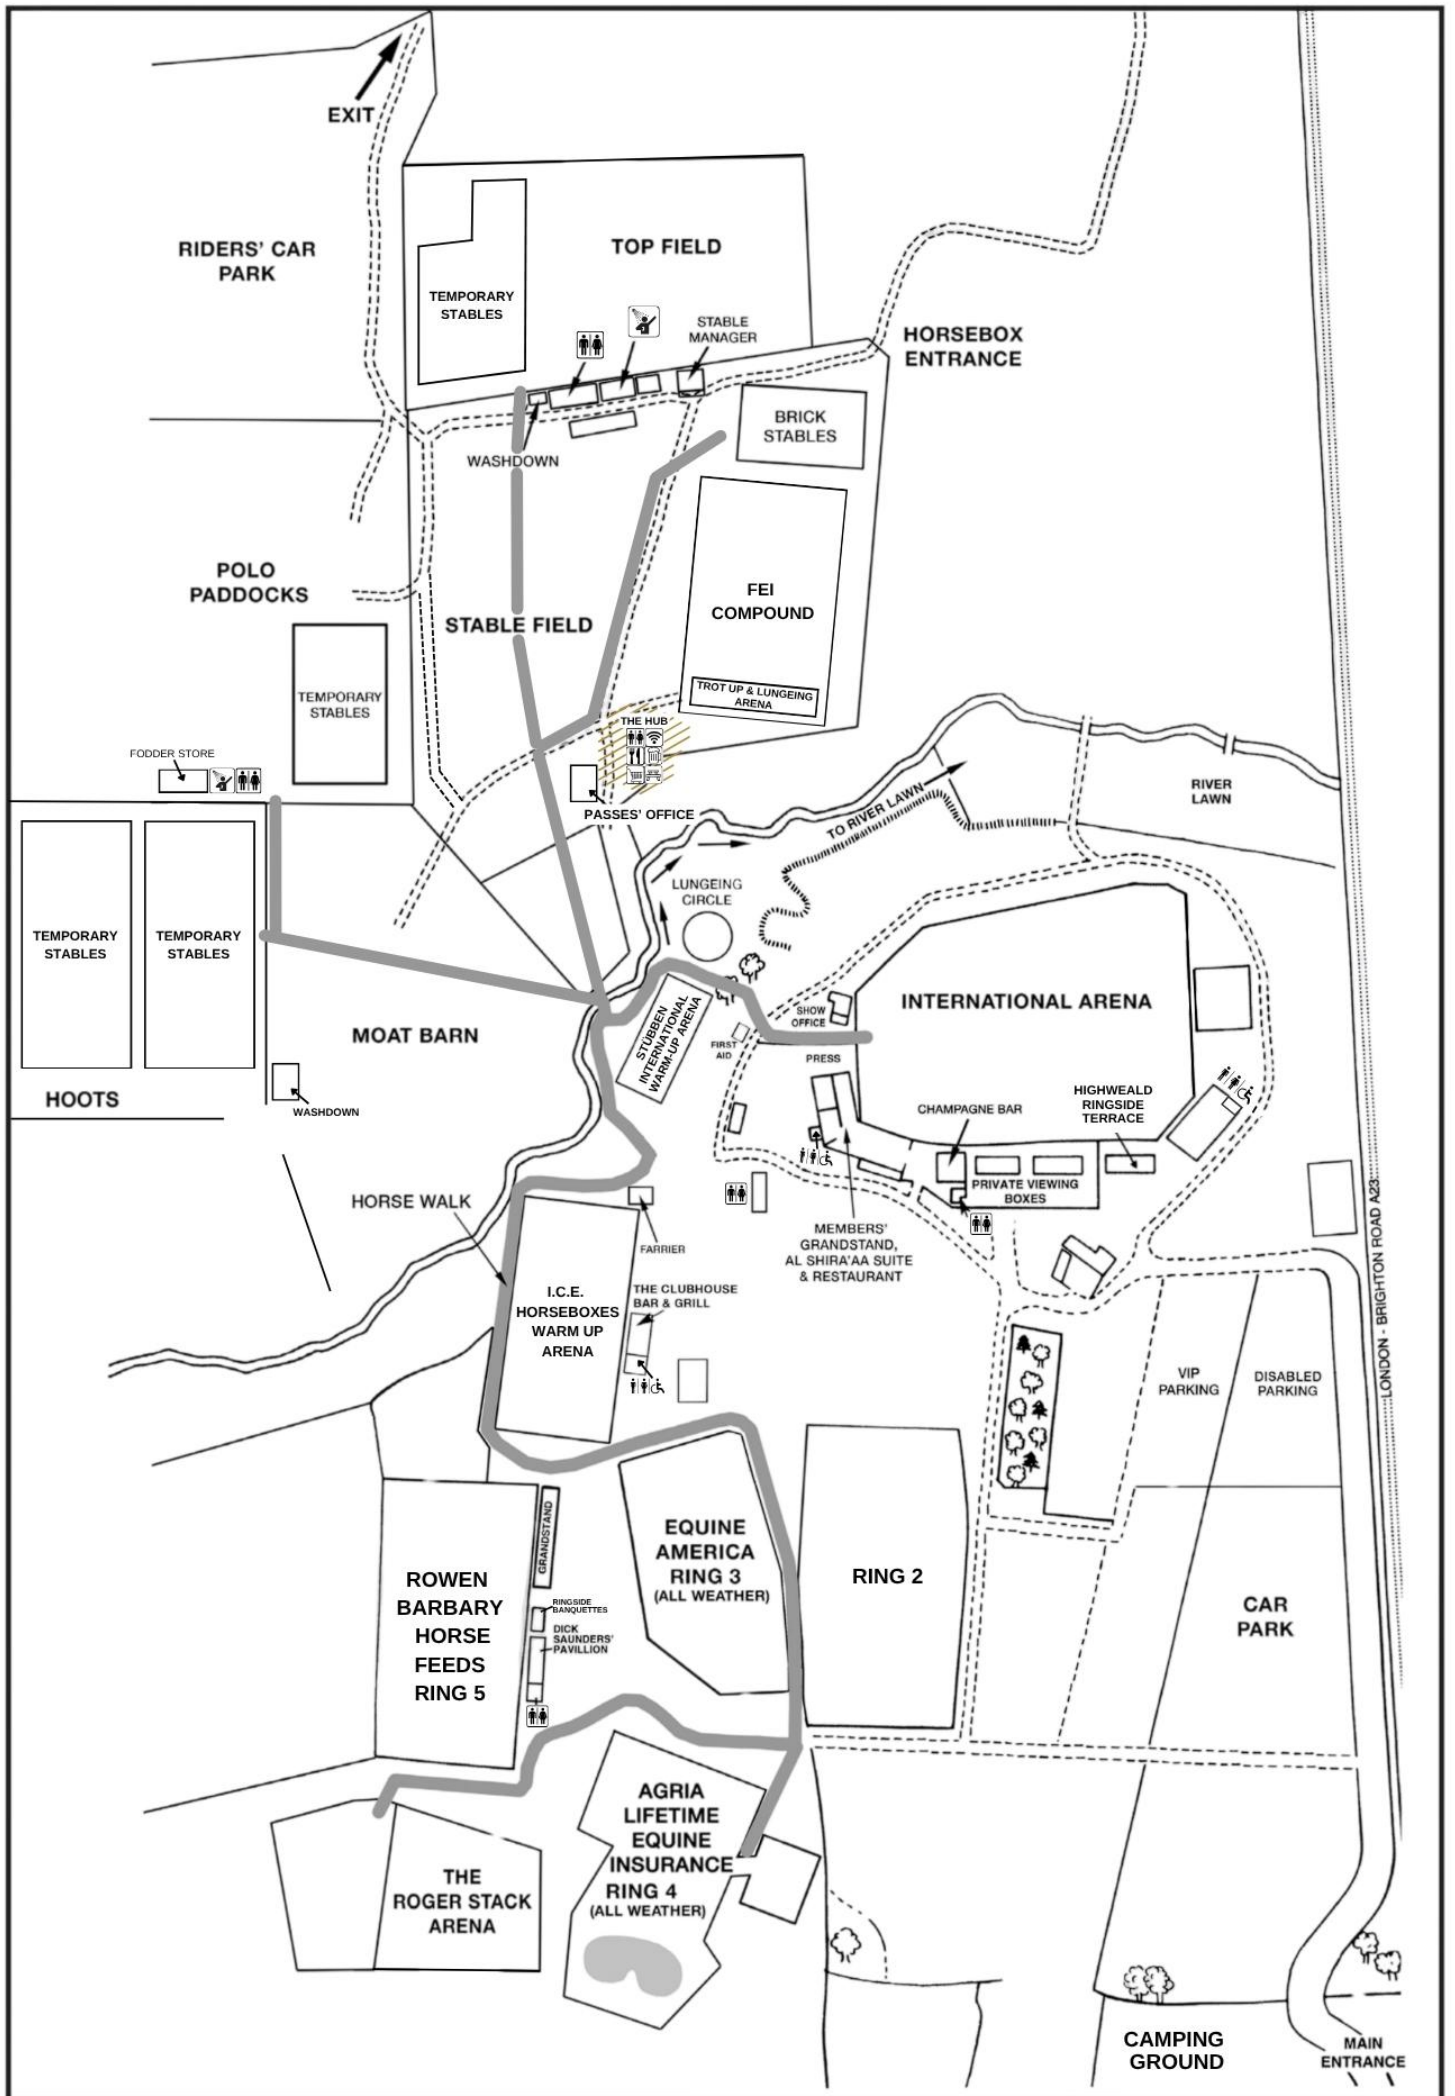 EXIT
RIDERS' CAR
PARK
TOP FIELD
TEMPORARY
STABLES
STABLE
MANAGER
HORSEBOX
ENTRANCE
BRICK
STABLES
WASHDOWN
POLO
PADDOCKS
FEI
COMPOUND
STABLE FIELD
TROT UP & LUNGEING
ARENA
TEMPORARY
STABLES
THE HUB
FODDER STORE
PASSES' OFFICE
TO RIVER LAWN
RIVER
LAWN
LUNGEING
CIRCLE
TEMPORARY
STABLES
TEMPORARY
STABLES
INTERNATIONAL ARENA
SHOW
OFFICE
STÜBBEN
INTERNATIONAL
WARM-UP ARENA
MOAT BARN
FIRST
AID
PRESS
HOOTS
WASHDOWN
CHAMPAGNE BAR
HIGHWEALD
RINGSIDE
TERRACE
PRIVATE VIEWING
BOXES
HORSE WALK
FARRIER
MEMBERS'
GRANDSTAND,
AL SHIRA'AA SUITE
& RESTAURANT
LONDON - BRIGHTON ROAD A23
I.C.E.
HORSEBOXES
WARM UP
ARENA
THE CLUBHOUSE
BAR & GRILL
VIP
PARKING
DISABLED
PARKING
GRANDSTAND
EQUINE
AMERICA
RING 3
(ALL WEATHER)
RING 2
ROWEN
BARBARY
HORSE
FEEDS
RING 5
RINGSIDE
BANQUETTES
DICK
SAUNDERS'
PAVILLION
CAR
PARK
AGRIA
LIFETIME
EQUINE
INSURANCE
RING 4
(ALL WEATHER)
THE
ROGER STACK
ARENA
CAMPING
GROUND
MAIN
ENTRANCE